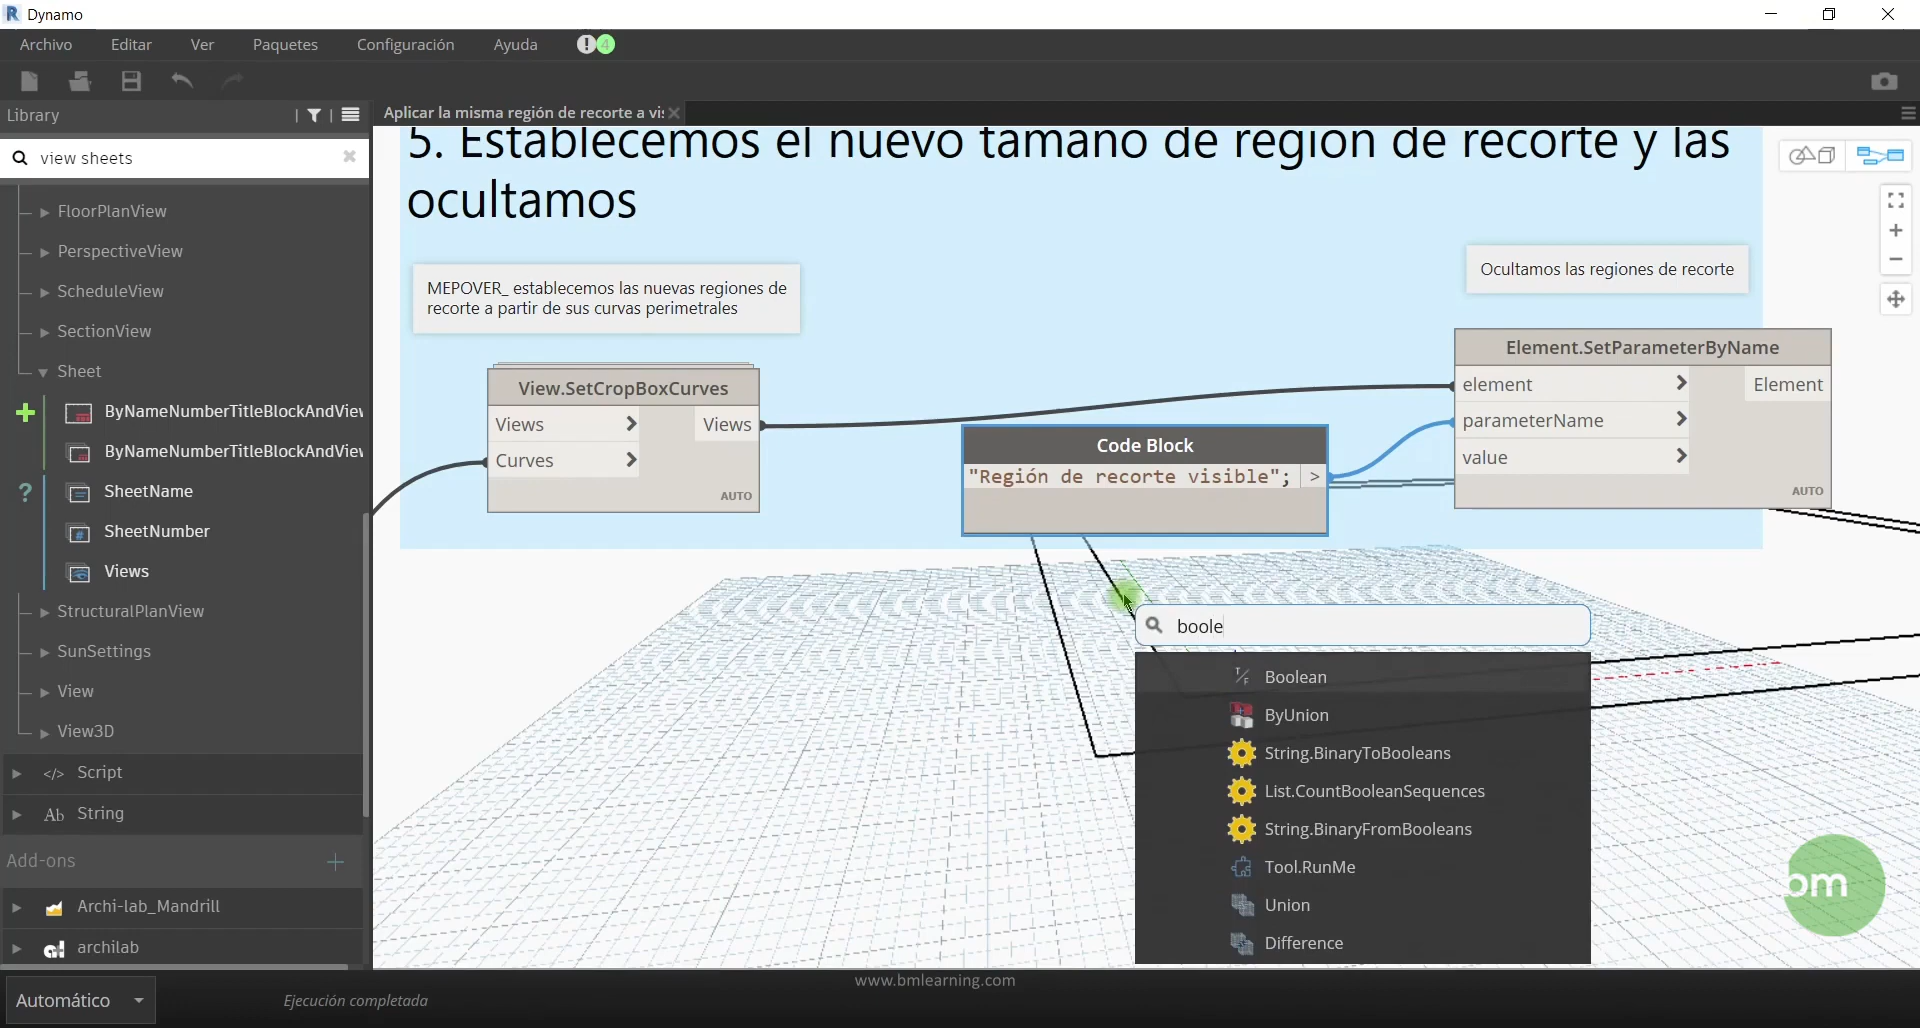 Dynamo
Archivo Editar Ver Paquetes Configuración Ayuda ! 4
Library
Aplicar la misma región de recorte a vis
view sheets
FloorPlanView
PerspectiveView
ScheduleView
SectionView
Sheet
ByNameNumberTitleBlockAndView
ByNameNumberTitleBlockAndView
SheetName
SheetNumber
Views
StructuralPlanView
SunSettings
View
View3D
Script
String
Add-ons
Archi-lab_Mandrill
archilab
Automático
Ejecución completada
5. Establecemos el nuevo tamaño de región de recorte y las
ocultamos
MEPOVER_ establecemos las nuevas regiones de
recorte a partir de sus curvas perimetrales
Ocultamos las regiones de recorte
View.SetCropBoxCurves
Views > Views
Curves >
AUTO
Code Block
"Región de recorte visible"; >
Element.SetParameterByName
element > Element
parameterName >
value >
AUTO
boole
Boolean
ByUnion
String.BinaryToBooleans
List.CountBooleanSequences
String.BinaryFromBooleans
Tool.RunMe
Union
Difference
bm
www.bmlearning.com